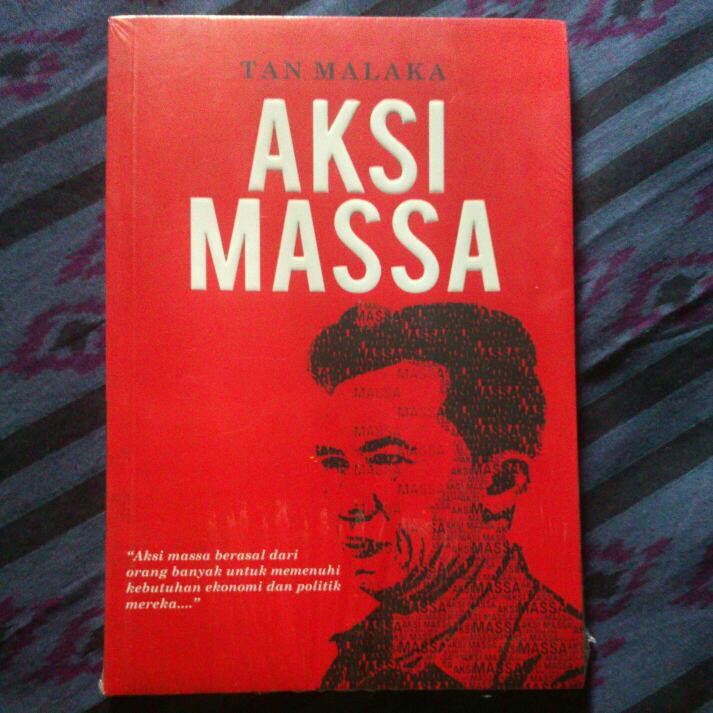 TAN MALAKA
AKSI
MASSA
“Aksi massa berasal dari
orang banyak untuk memenuhi
kebutuhan ekonomi dan politik
mereka....”